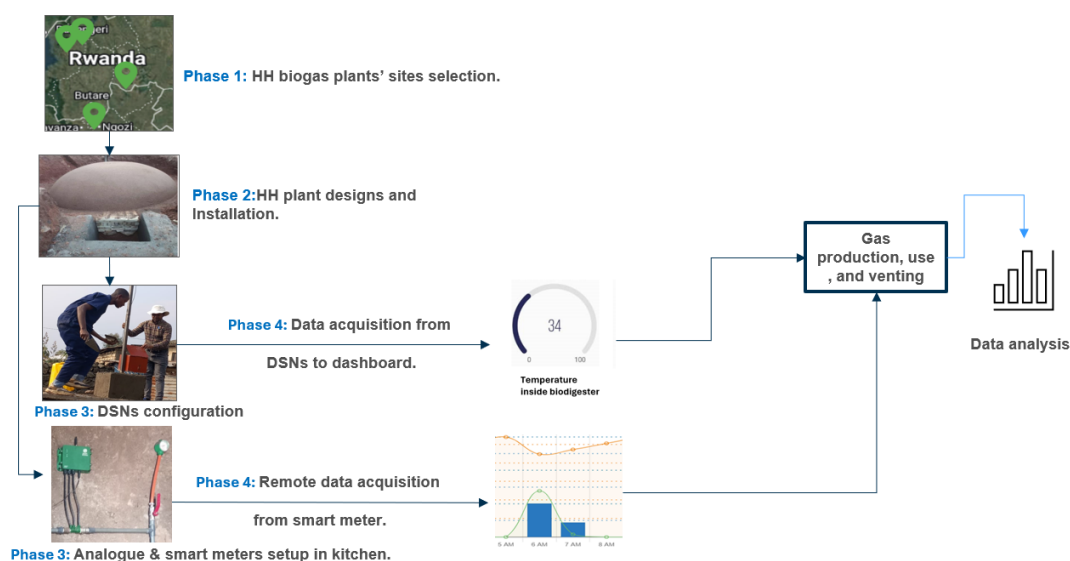 Rwanda
Butare
Ngozi
Phase 1: HH biogas plants' sites selection.
Phase 2:HH plant designs and
Installation.
Phase 3: DSNs configuration
Phase 4: Data acquisition from
DSNs to dashboard.
34
0 100
Temperature
inside biodigester
Gas
production, use
, and venting
Data analysis
Phase 4: Remote data acquisition
from smart meter.
5 AM 6 AM 7 AM 8 AM
Phase 3: Analogue & smart meters setup in kitchen.